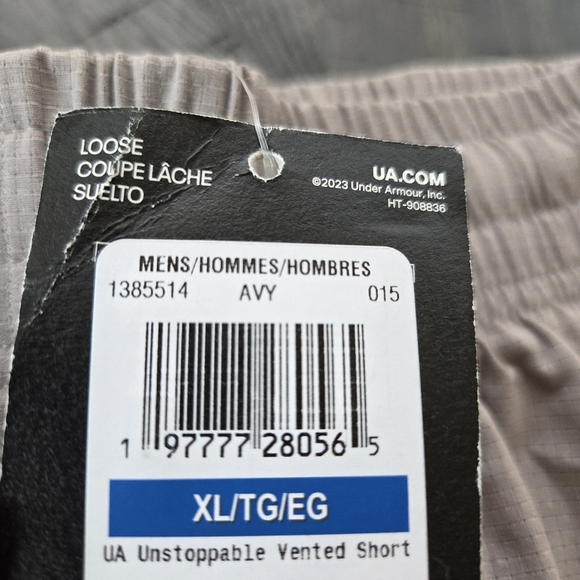 LOOSE
COUPE LÂCHE
SUELTO
UA.COM
©2023 Under Armour, Inc.
HT-908836
MENS/HOMMES/HOMBRES
1385514 AVY 015
1 97777 28056 5
XL/TG/EG
UA Unstoppable Vented Short